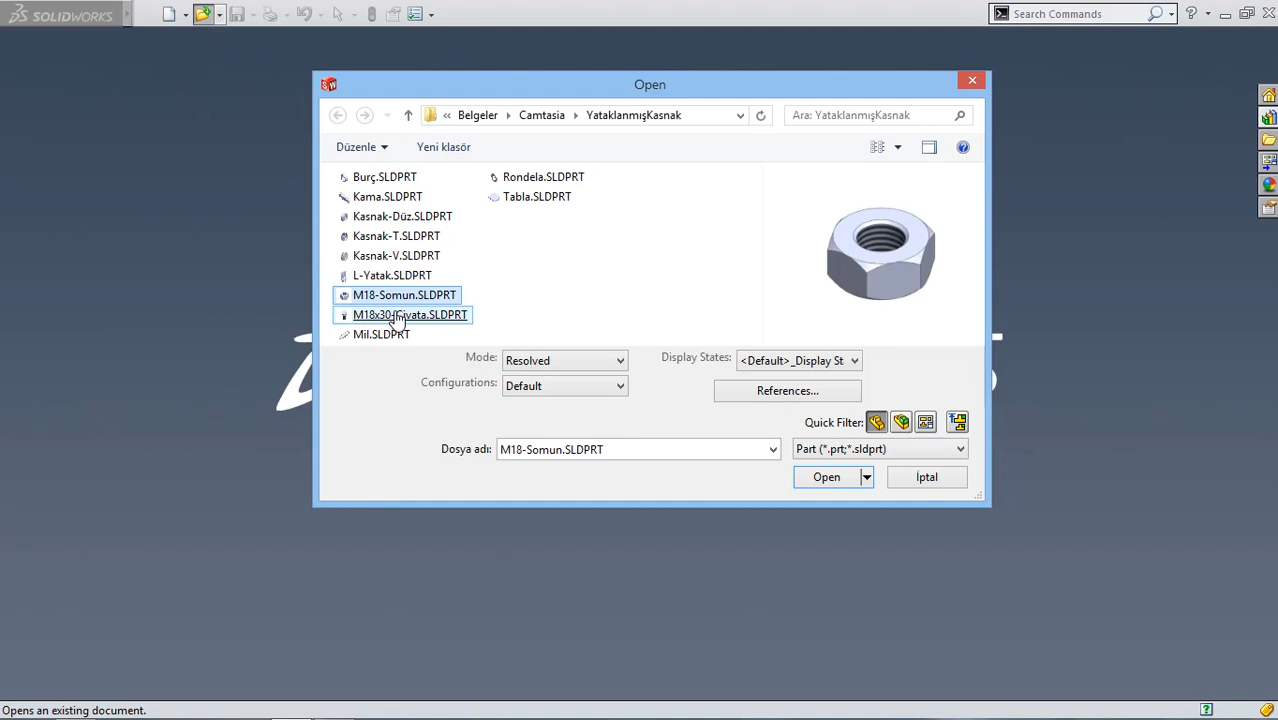 SOLIDWORKS
Search Commands
Open
Belgeler
Camtasia
YataklanmışKasnak
Ara: YataklanmışKasnak
Düzenle
Yeni klasör
Burç.SLDPRT
Kama.SLDPRT
Kasnak-Düz.SLDPRT
Kasnak-T.SLDPRT
Kasnak-V.SLDPRT
L-Yatak.SLDPRT
M18-Somun.SLDPRT
M18x30-Civata.SLDPRT
Mil.SLDPRT
Rondela.SLDPRT
Tabla.SLDPRT
Mode:
Resolved
Display States:
<Default>_Display St
Configurations:
Default
References...
Quick Filter:
Dosya adı:
M18-Somun.SLDPRT
Part (*.prt;*.sldprt)
Open
İptal
Opens an existing document.